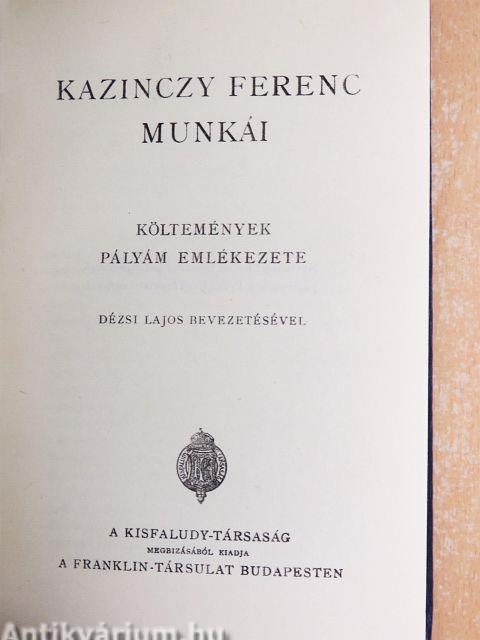 KAZINCZY FERENC
MUNKÁI
KÖLTEMÉNYEK
PÁLYÁM EMLÉKEZETE
DÉZSI LAJOS BEVEZETÉSÉVEL
A KISFALUDY-TÁRSASÁG
MEGBIZÁSÁBÓL KIADJA
A FRANKLIN-TÁRSULAT BUDAPESTEN
Antikvárium.hu